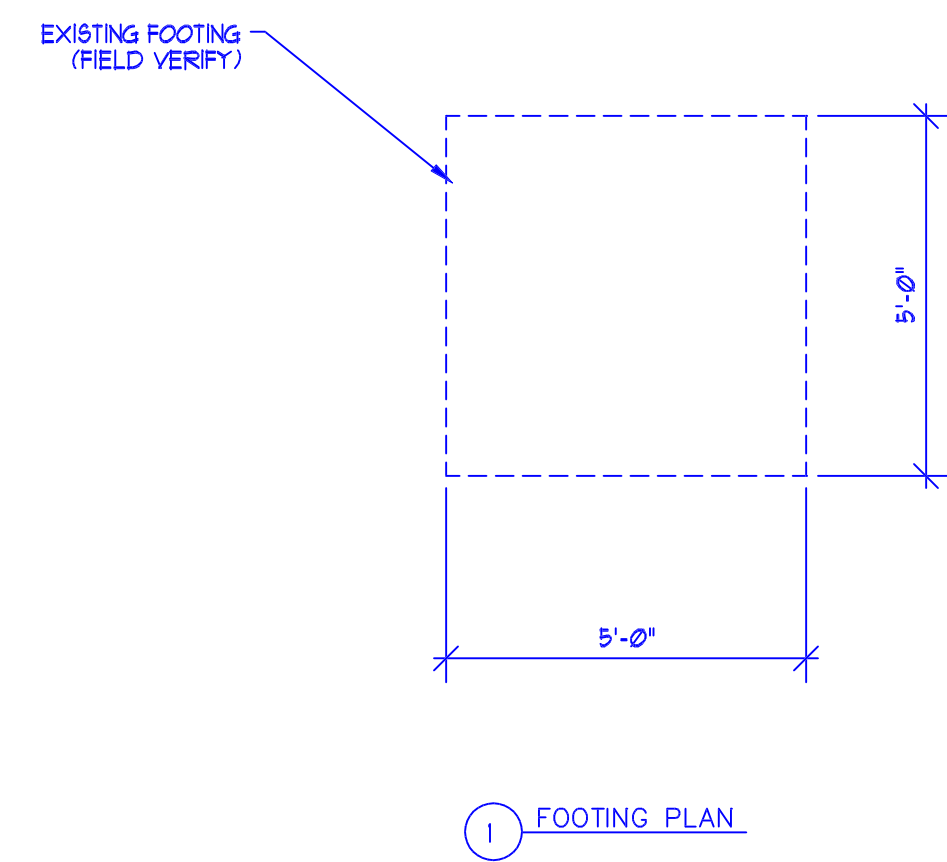 EXISTING FOOTING
(FIELD VERIFY)
5'-0"
5'-0"
1 FOOTING PLAN